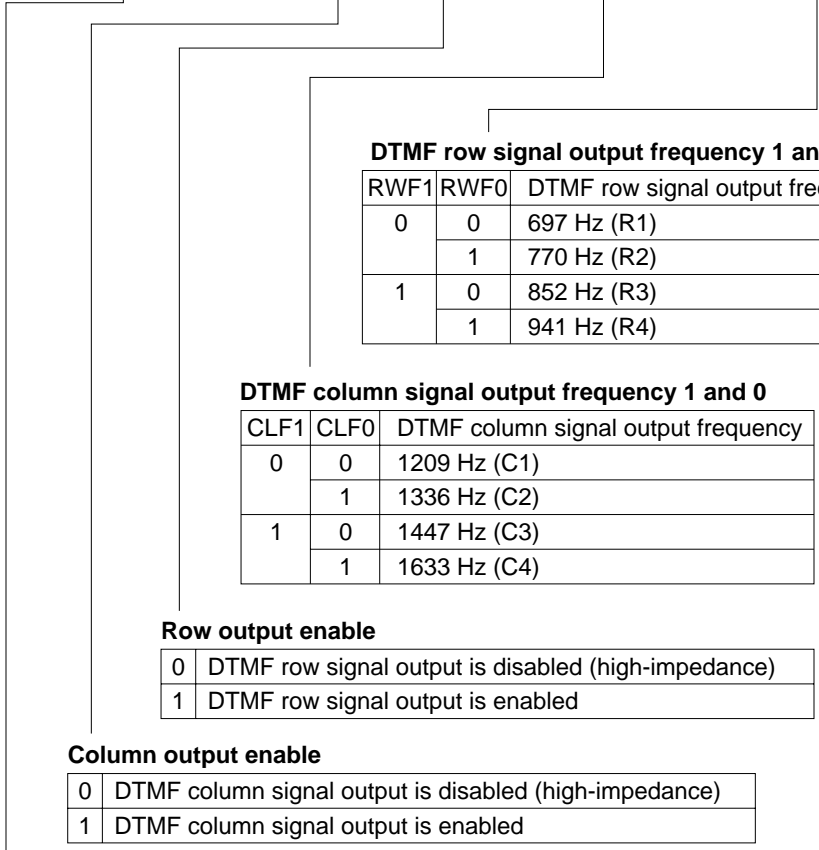 DTMF row signal output frequency 1 an
RWF1 RWF0 DTMF row signal output fre
0 0 697 Hz (R1)
1 770 Hz (R2)
1 0 852 Hz (R3)
1 941 Hz (R4)
DTMF column signal output frequency 1 and 0
CLF1 CLF0 DTMF column signal output frequency
0 0 1209 Hz (C1)
1 1336 Hz (C2)
1 0 1447 Hz (C3)
1 1633 Hz (C4)
Row output enable
0 DTMF row signal output is disabled (high-impedance)
1 DTMF row signal output is enabled
Column output enable
0 DTMF column signal output is disabled (high-impedance)
1 DTMF column signal output is enabled